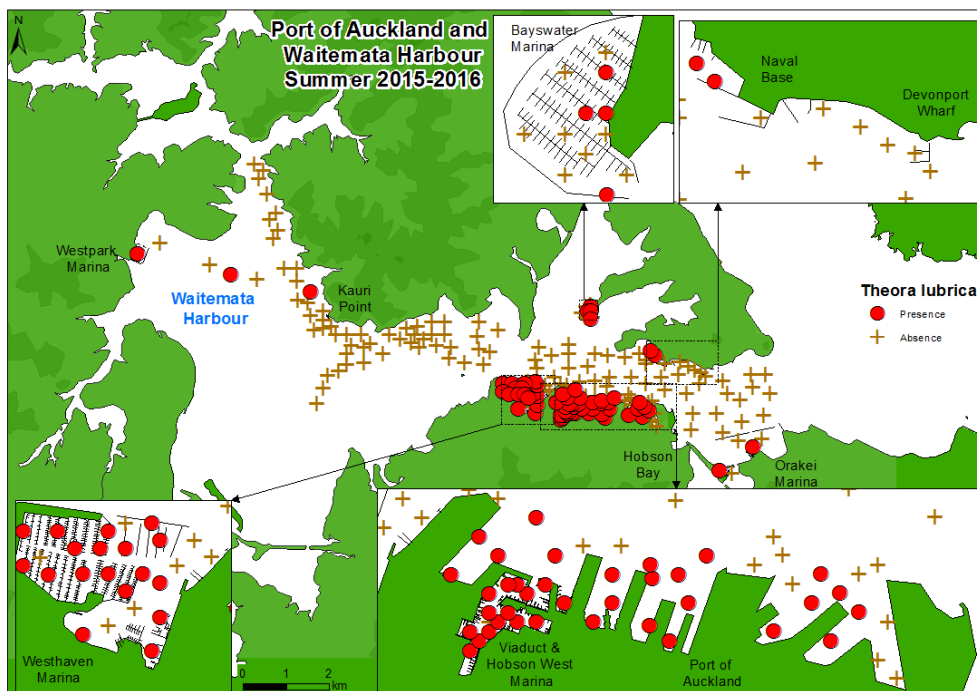 N
Port of Auckland and
Waitemata Harbour
Summer 2015-2016
Bayswater
Marina
Naval
Base
Devonport
Wharf
Westpark
Marina
Waitemata
Harbour
Kauri
Point
Theora lubrica
Presence
Absence
Hobson
Bay
Orakei
Marina
Westhaven
Marina
0 1 2
km
Viaduct &
Hobson West
Marina
Port of
Auckland